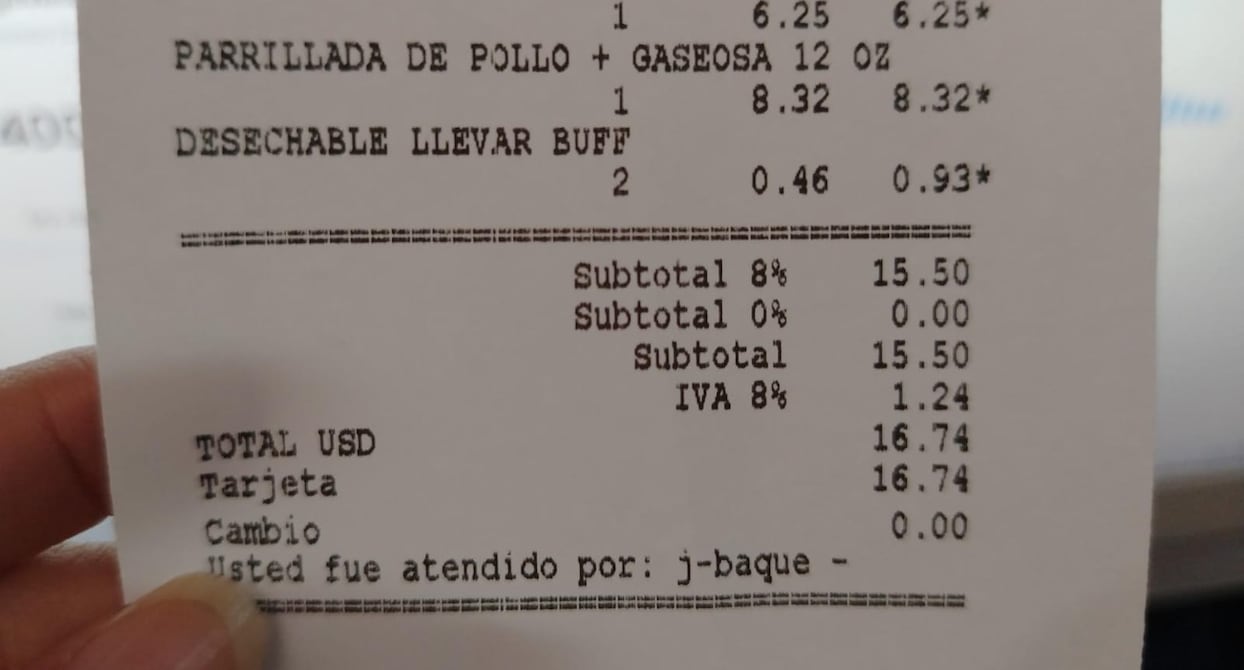 1 6.25 6.25*
PARRILLADA DE POLLO + GASEOSA 12 OZ
1 8.32 8.32*
DESECHABLE LLEVAR BUFF
2 0.46 0.93*
Subtotal 8% 15.50
Subtotal 0% 0.00
Subtotal 15.50
IVA 8% 1.24
TOTAL USD 16.74
Tarjeta 16.74
Cambio 0.00
Usted fue atendido por: j-baque -